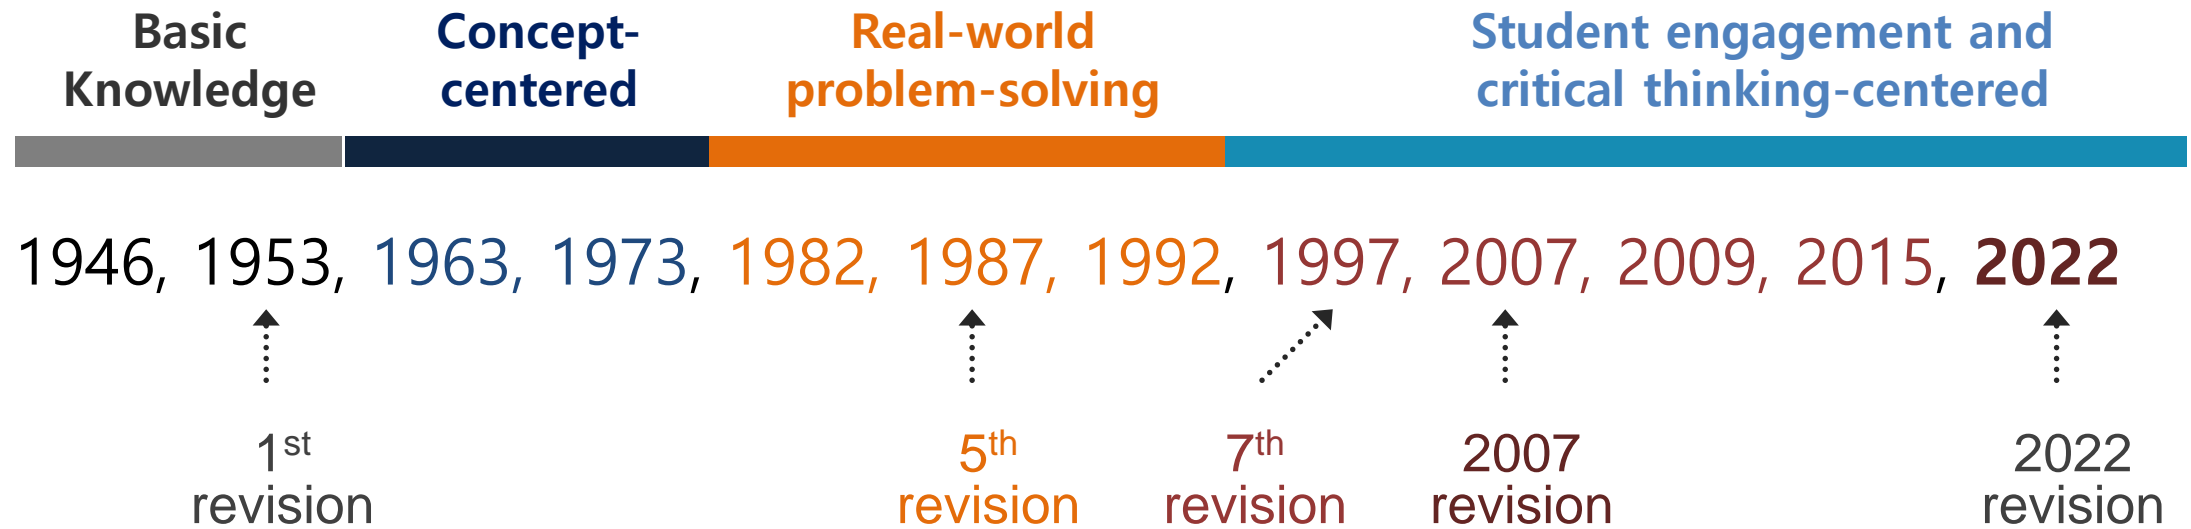 Basic
Knowledge
Concept-
centered
Real-world
problem-solving
Student engagement and
critical thinking-centered
1946, 1953, 1963, 1973, 1982, 1987, 1992, 1997, 2007, 2009, 2015, 2022
1st
revision
5th
revision
7th
revision
2007
revision
2022
revision